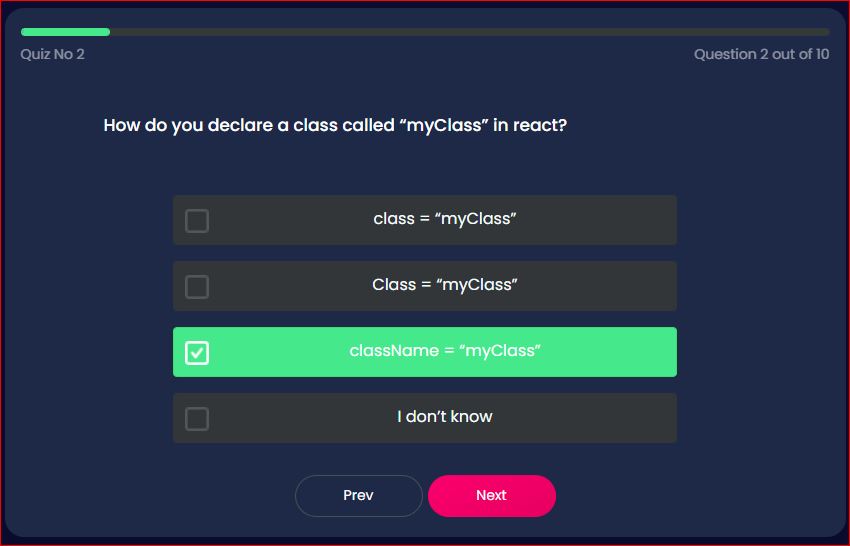 Quiz No 2
Question 2 out of 10
How do you declare a class called “myClass” in react?
class = “myClass”
Class = “myClass”
className = “myClass”
I don’t know
Prev
Next